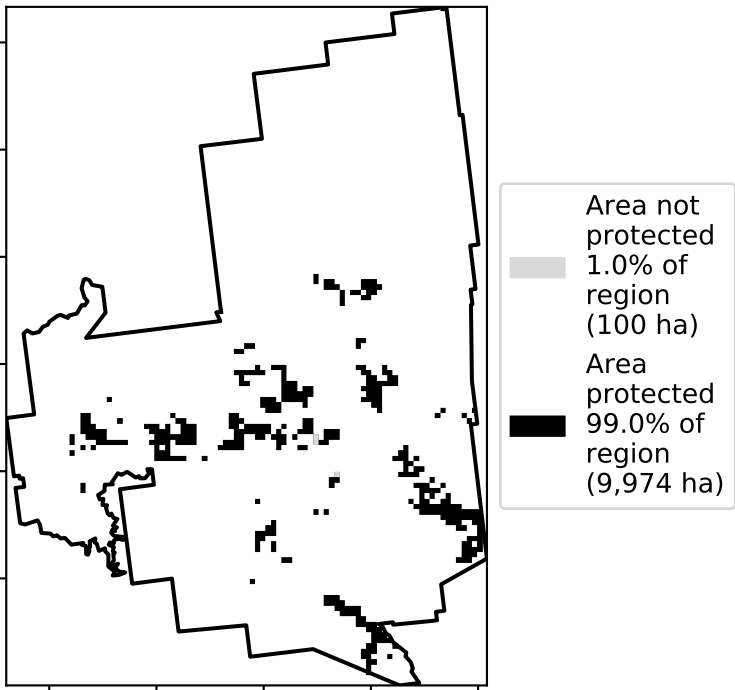 Area not
protected
1.0% of
region
(100 ha)
Area
protected
99.0% of
region
(9,974 ha)